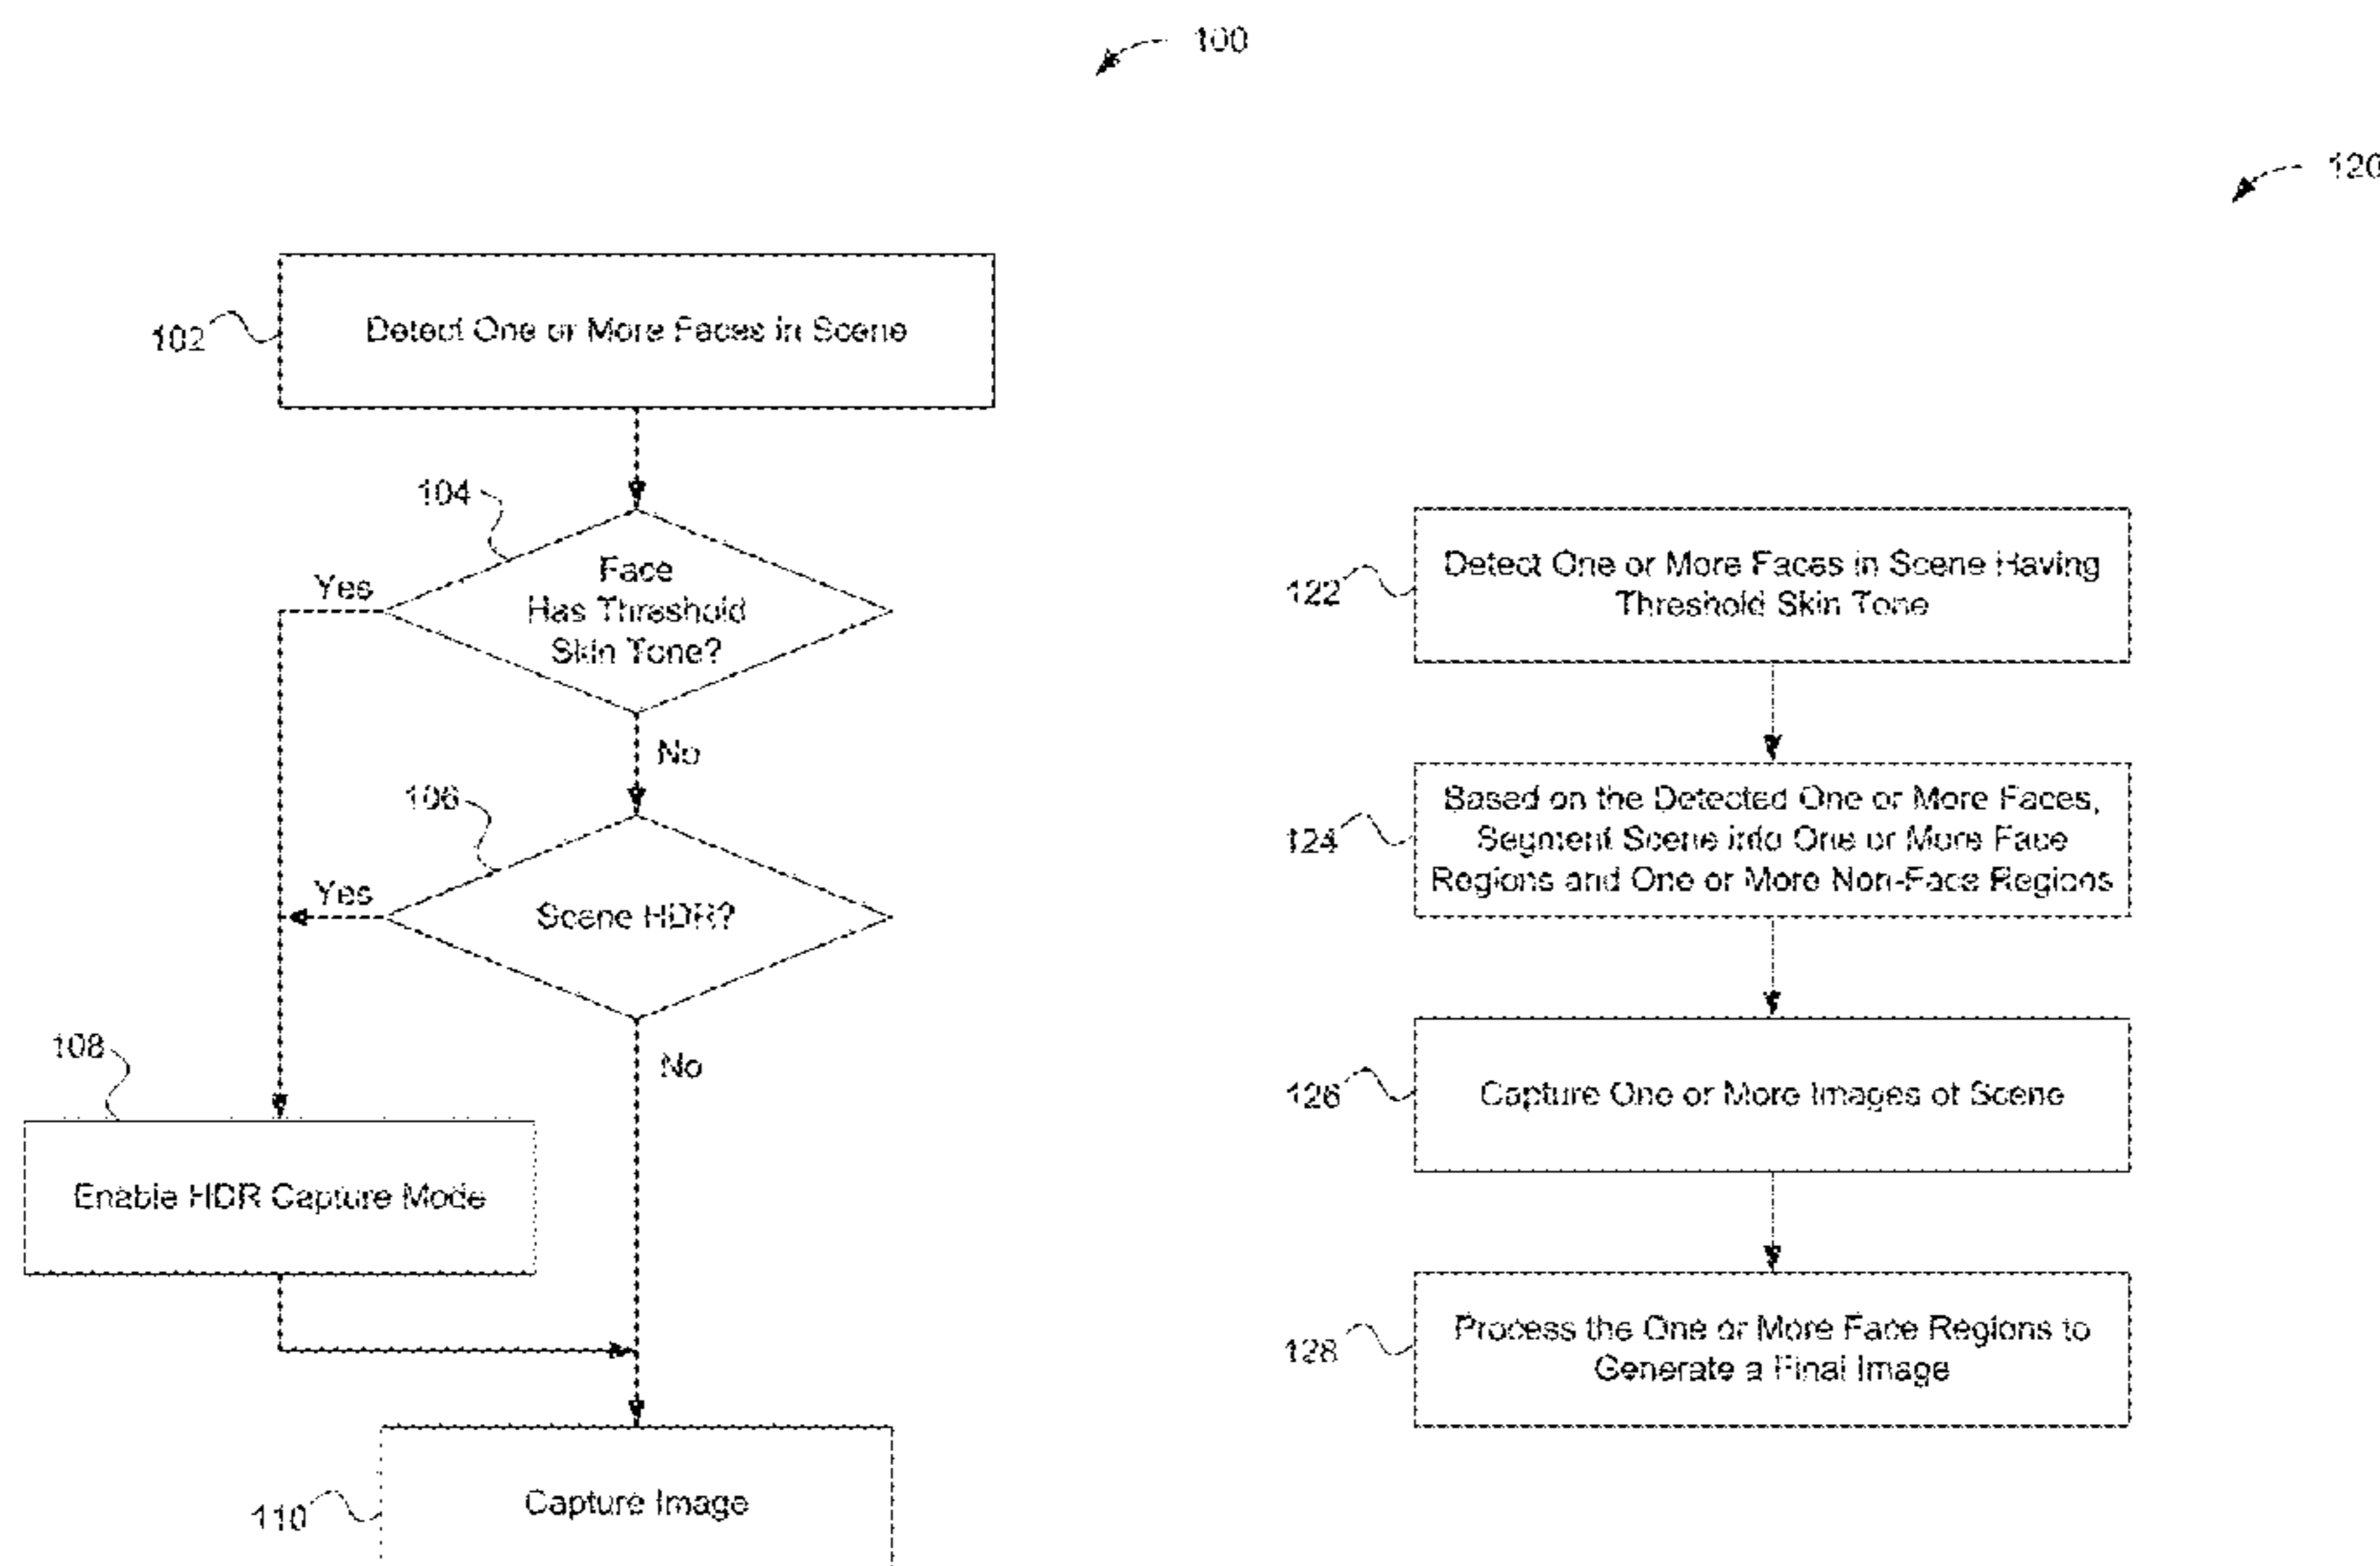 100
102
Detect One or More Faces in Scene
104
Face
Has Threshold
Skin Tone?
Yes
No
106
Scene HDR?
Yes
No
108
Enable HDR Capture Mode
110
Capture Image
120
122
Detect One or More Faces in Scene Having
Threshold Skin Tone
124
Based on the Detected One or More Faces,
Segment Scene into One or More Face
Regions and One or More Non-Face Regions
126
Capture One or More Images of Scene
128
Process the One or More Face Regions to
Generate a Final Image